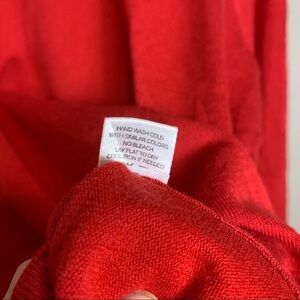 HAND WASH COLD
WITH SIMILAR COLORS
NO BLEACH
LAY FLAT TO DRY
COOL IRON IF NEEDED